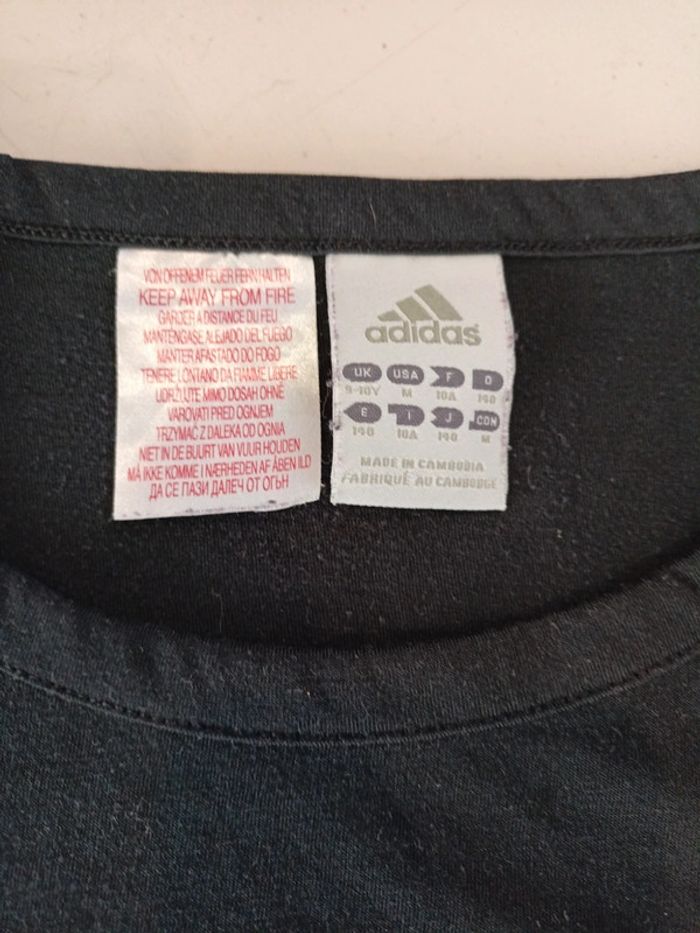 VON OFFENEM FEUER FERNHALTEN
KEEP AWAY FROM FIRE
GARDER A DISTANCE DU FEU
MANTENGASE ALEJADO DEL FUEGO
MANTER AFASTADO DO FOGO
TENERE LONTANO DA FIAMME LIBERE
UDRŽUJTE MIMO DOSAH OHNĚ
VAROVATI PRED OGNJEM
TRZYMAĆ Z DALEKA OD OGNIA
NIET IN DE BUURT VAN VUUR HOUDEN
MÅ IKKE KOMME I NÆRHEDEN AF ÅBEN ILD
ДА СЕ ПАЗИ ДАЛЕЧ ОТ ОГЪН
adidas
UK USA F D
9-10Y M 10A 140
E I J CDN
140 10A 140 M
MADE IN CAMBODIA
FABRIQUÉ AU CAMBODGE